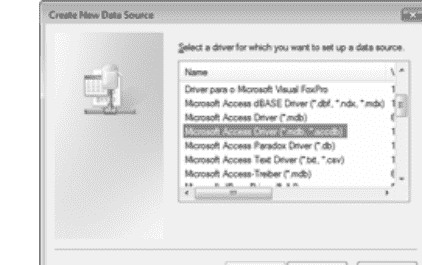 Create New Data Source
Select a driver for which you want to set up a data source.
Name
Driver para o Microsoft Visual FoxPro
Microsoft Access dBASE Driver (*.dbf, *.ndx, *.mdx)
Microsoft Access Driver (*.mdb)
Microsoft Access Driver (*.mdb, *.accdb)
Microsoft Access Paradox Driver (*.db)
Microsoft Access Text Driver (*.txt, *.csv)
Microsoft Access-Treiber (*.mdb)